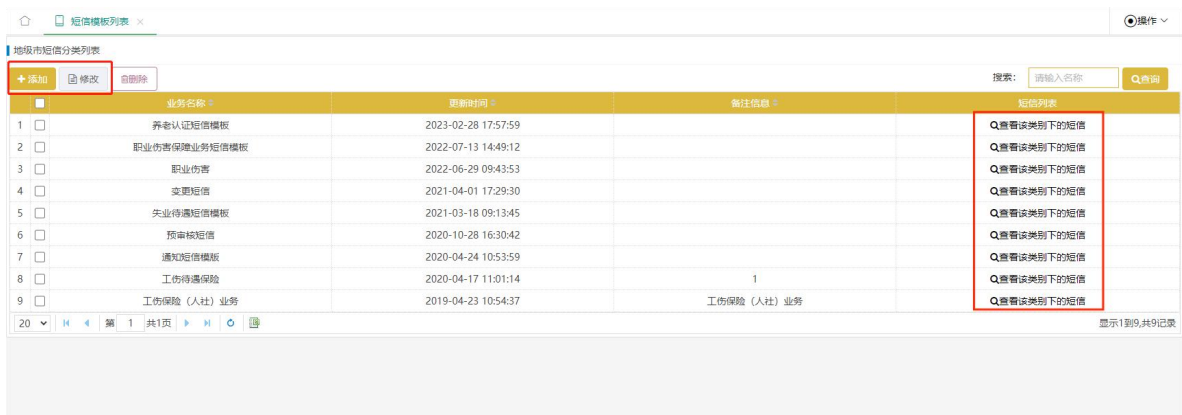 短信模板列表 ×
操作
地级市短信分类列表
添加 修改 删除 搜索: 请输入名称 查询
业务名称 更新时间 备注信息 短信列表
1 养老认证短信模板 2023-02-28 17:57:59 查看该类别下的短信
2 职业伤害保障业务短信模板 2022-07-13 14:49:12 查看该类别下的短信
3 职业伤害 2022-06-29 09:43:53 查看该类别下的短信
4 变更短信 2021-04-01 17:29:30 查看该类别下的短信
5 失业待遇短信模板 2021-03-18 09:13:45 查看该类别下的短信
6 预审核短信 2020-10-28 16:30:42 查看该类别下的短信
7 通知短信模版 2020-04-24 10:53:59 查看该类别下的短信
8 工伤待遇保险 2020-04-17 11:01:14 1 查看该类别下的短信
9 工伤保险（人社）业务 2019-04-23 10:54:37 工伤保险（人社）业务 查看该类别下的短信
20 第 1 共1页 显示1到9,共9记录